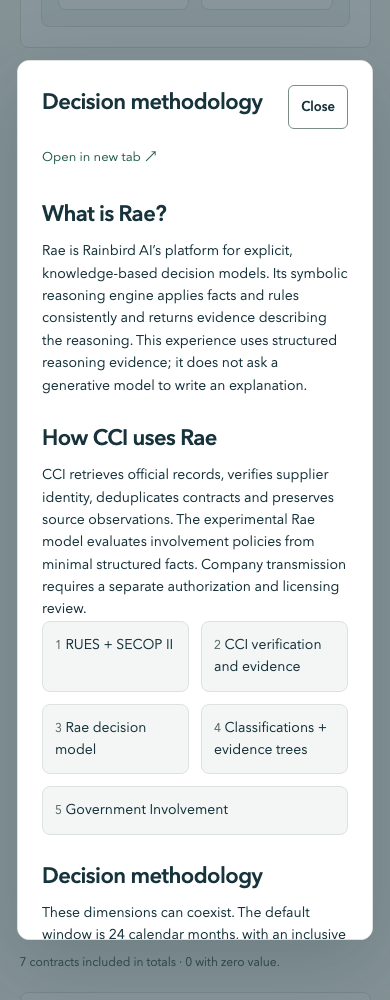 Decision methodology
Close
Open in new tab ↗
What is Rae?
Rae is Rainbird AI’s platform for explicit,
knowledge-based decision models. Its symbolic
reasoning engine applies facts and rules
consistently and returns evidence describing
the reasoning. This experience uses structured
reasoning evidence; it does not ask a
generative model to write an explanation.
How CCI uses Rae
CCI retrieves official records, verifies supplier
identity, deduplicates contracts and preserves
source observations. The experimental Rae
model evaluates involvement policies from
minimal structured facts. Company transmission
requires a separate authorization and licensing
review.
1 RUES + SECOP II
2 CCI verification
and evidence
3 Rae decision
model
4 Classifications +
evidence trees
5 Government Involvement
Decision methodology
These dimensions can coexist. The default
window is 24 calendar months, with an inclusive
7 contracts included in totals · 0 with zero value.